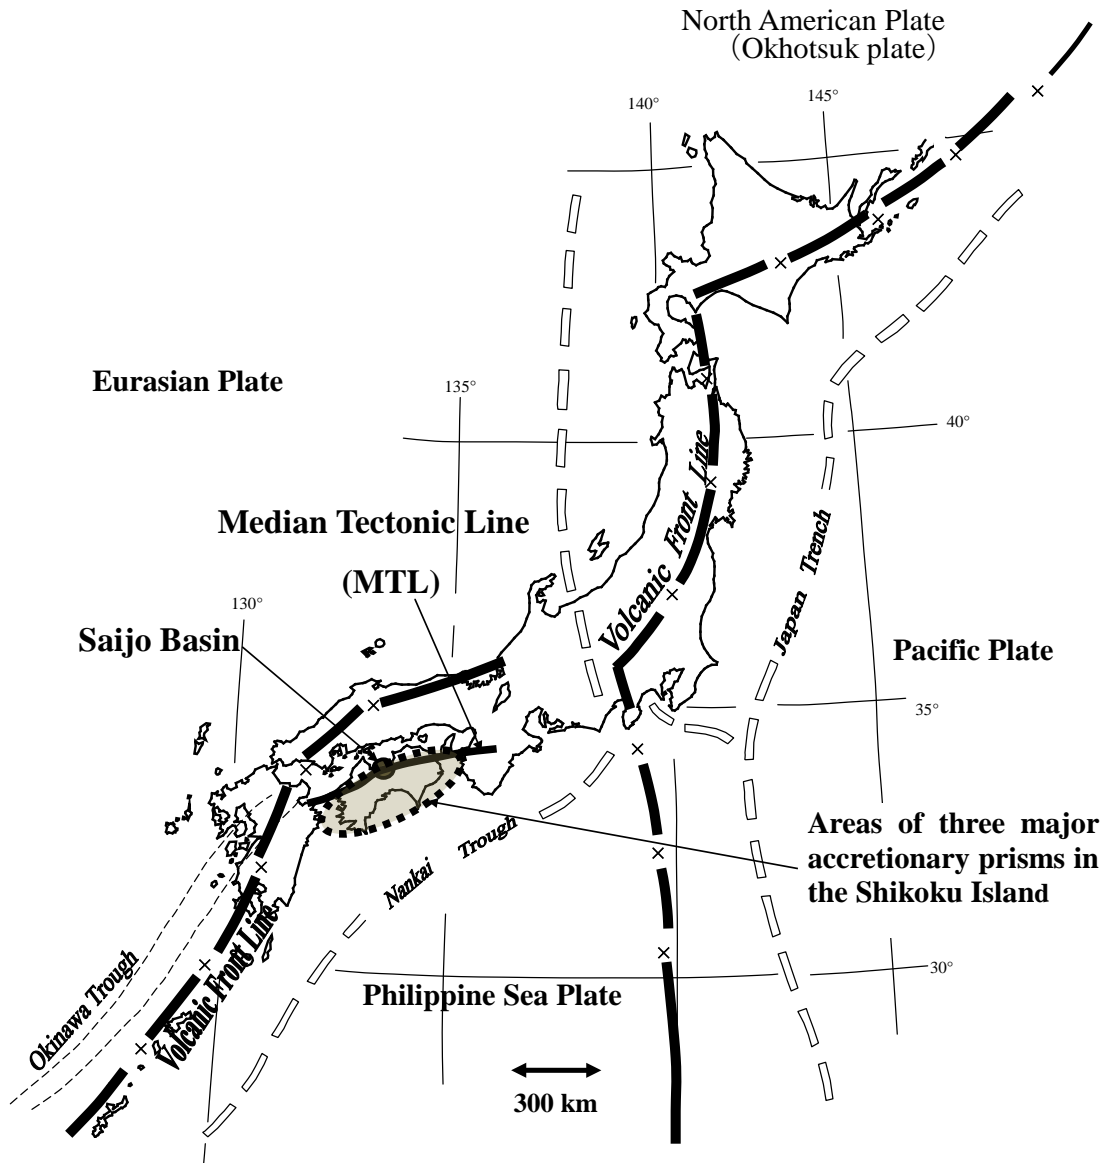 North American Plate
（Okhotsuk plate）
145°
140°
Eurasian Plate
135°
40°
Volcanic Front Line
Median Tectonic Line
Japan Trench
(MTL)
130°
Saijo Basin
Pacific Plate
35°
Areas of three major
accretionary prisms in
the Shikoku Island
Nankai Trough
Volcanic Front Line
Okinawa Trough
30°
Philippine Sea Plate
300 km